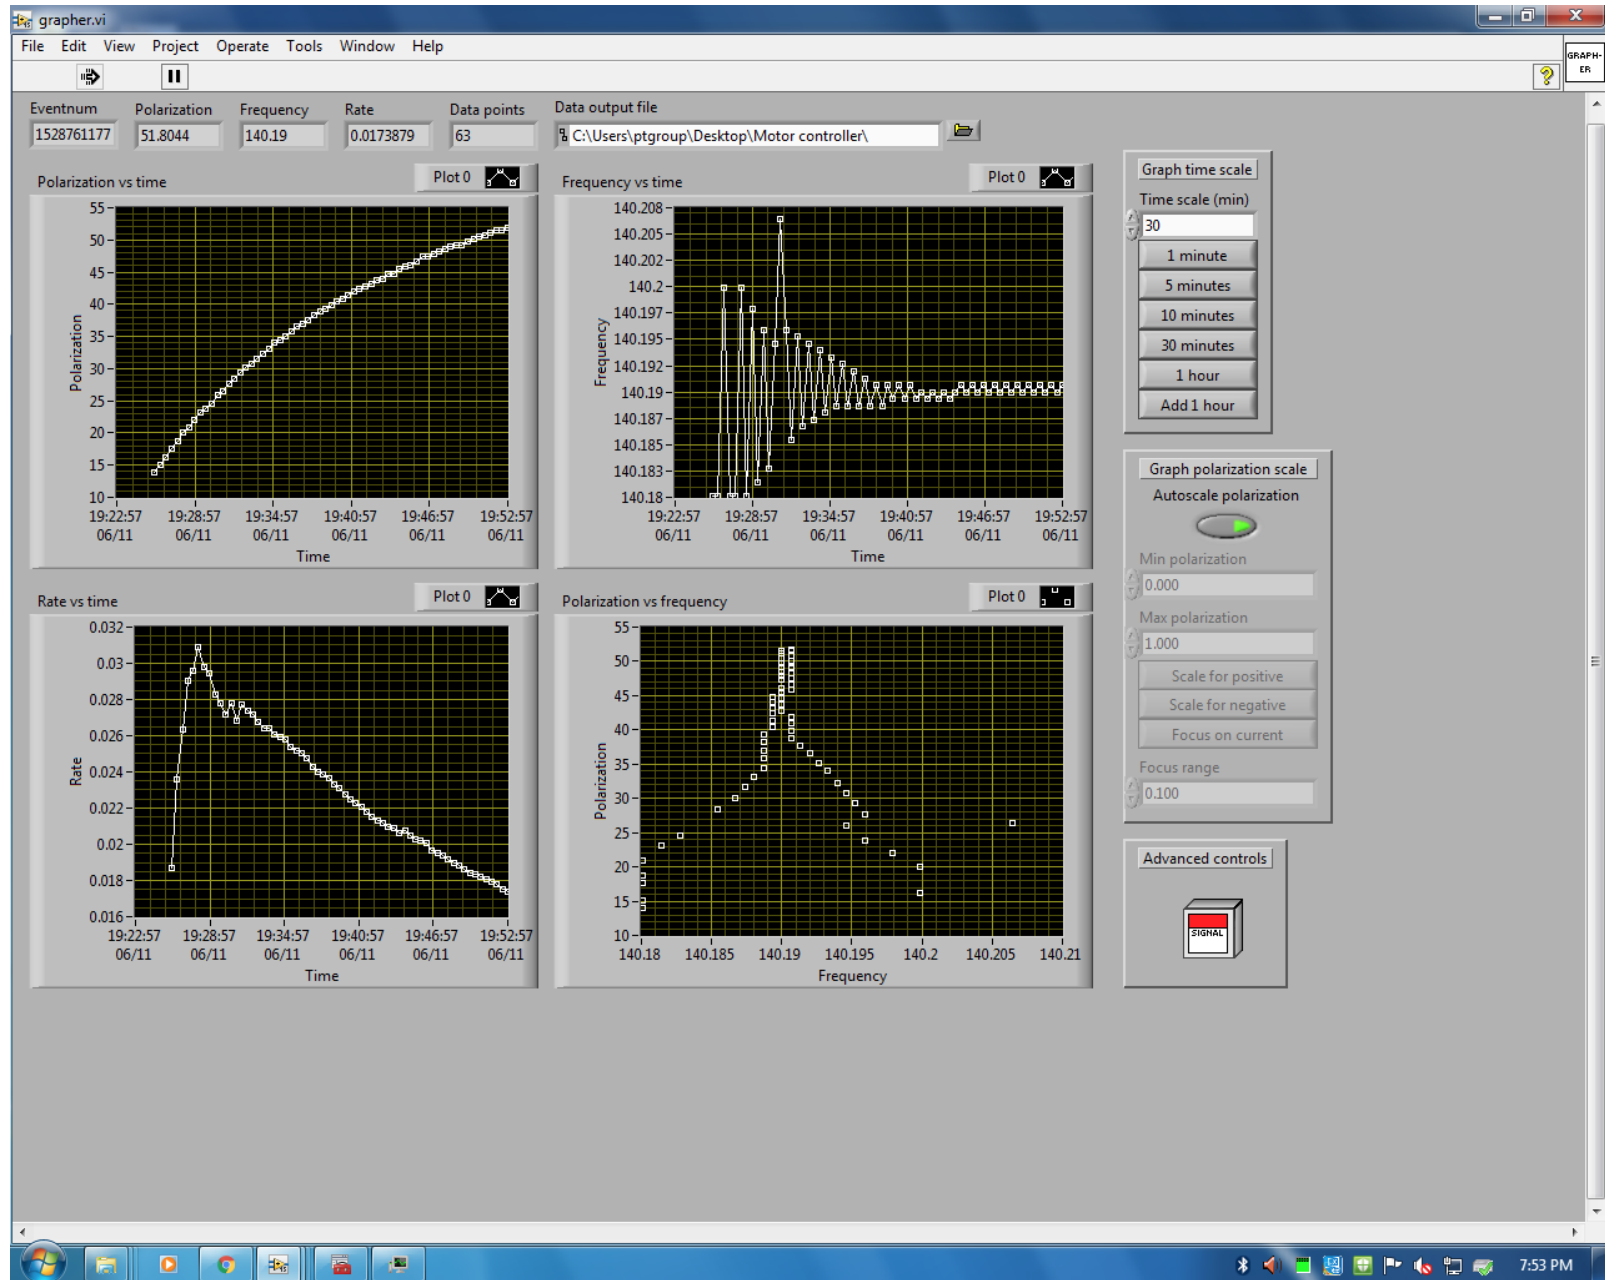 grapher.vi
File Edit View Project Operate Tools Window Help
GRAPH-
ER
Eventnum Polarization Frequency Rate Data points Data output file
1528761177 51.8044 140.19 0.0173879 63 C:\Users\ptgroup\Desktop\Motor controller\
Polarization vs time Plot 0
55
50
45
40
35
30
25
20
15
10
Polarization
19:22:57 19:28:57 19:34:57 19:40:57 19:46:57 19:52:57
06/11 06/11 06/11 06/11 06/11 06/11
Time
Frequency vs time Plot 0
140.208
140.205
140.202
140.2
140.197
140.195
140.192
140.19
140.187
140.185
140.183
140.18
Frequency
19:22:57 19:28:57 19:34:57 19:40:57 19:46:57 19:52:57
06/11 06/11 06/11 06/11 06/11 06/11
Time
Rate vs time Plot 0
0.032
0.03
0.028
0.026
0.024
0.022
0.02
0.018
0.016
Rate
19:22:57 19:28:57 19:34:57 19:40:57 19:46:57 19:52:57
06/11 06/11 06/11 06/11 06/11 06/11
Time
Polarization vs frequency Plot 0
55
50
45
40
35
30
25
20
15
10
Polarization
140.18 140.185 140.19 140.195 140.2 140.205 140.21
Frequency
Graph time scale
Time scale (min)
30
1 minute
5 minutes
10 minutes
30 minutes
1 hour
Add 1 hour
Graph polarization scale
Autoscale polarization
Min polarization
0.000
Max polarization
1.000
Scale for positive
Scale for negative
Focus on current
Focus range
0.100
Advanced controls
SIGNAL
7:53 PM